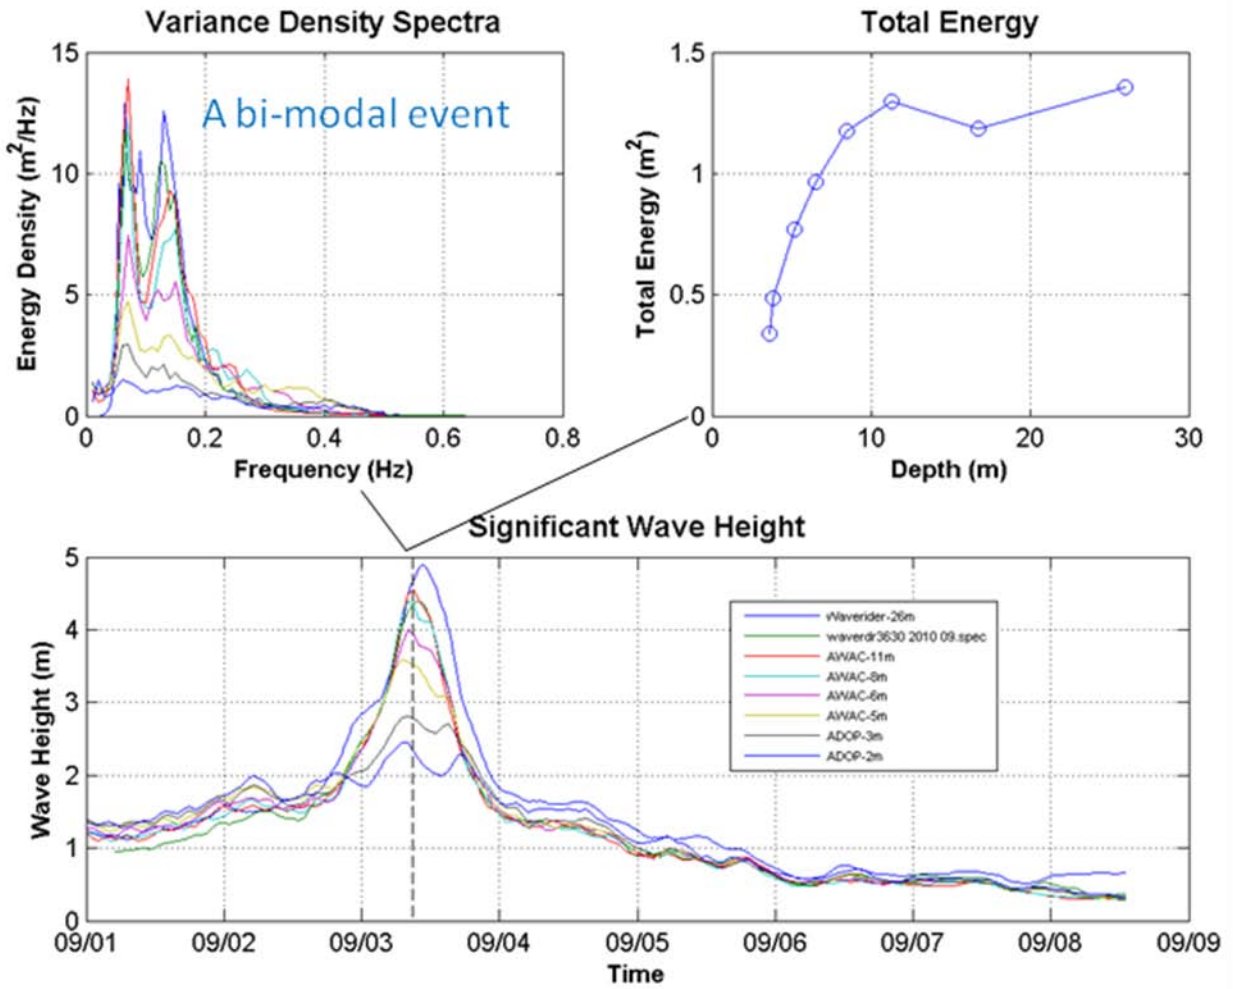 Variance Density Spectra
A bi-modal event
Energy Density (m²/Hz)
15
10
5
0
0 0.2 0.4 0.6 0.8
Frequency (Hz)
Total Energy
Total Energy (m²)
1.5
1
0.5
0
0 10 20 30
Depth (m)
Significant Wave Height
Wave Height (m)
5
4
3
2
1
0
Waverider-26m
waverdr3630 2010 09.spec
AWAC-11m
AWAC-8m
AWAC-6m
AWAC-5m
ADOP-3m
ADOP-2m
09/01 09/02 09/03 09/04 09/05 09/06 09/07 09/08 09/09
Time